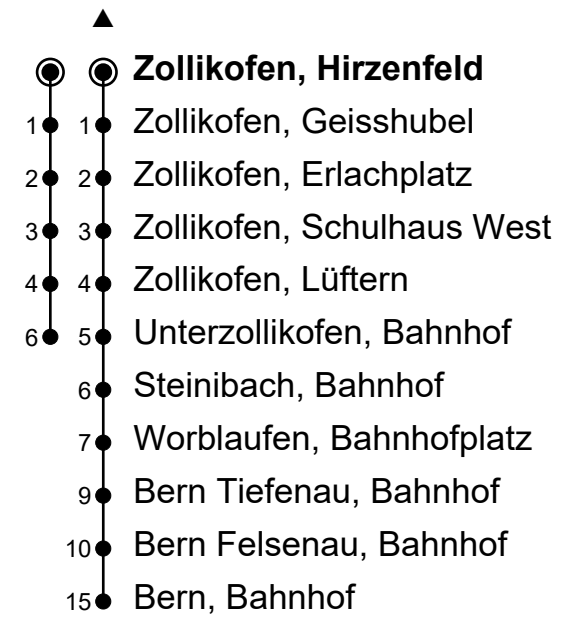 Zollikofen, Hirzenfeld
1 1 Zollikofen, Geisshubel
2 2 Zollikofen, Erlachplatz
3 3 Zollikofen, Schulhaus West
4 4 Zollikofen, Lüftern
6 5 Unterzollikofen, Bahnhof
6 Steinibach, Bahnhof
7 Worblaufen, Bahnhofplatz
9 Bern Tiefenau, Bahnhof
10 Bern Felsenau, Bahnhof
15 Bern, Bahnhof